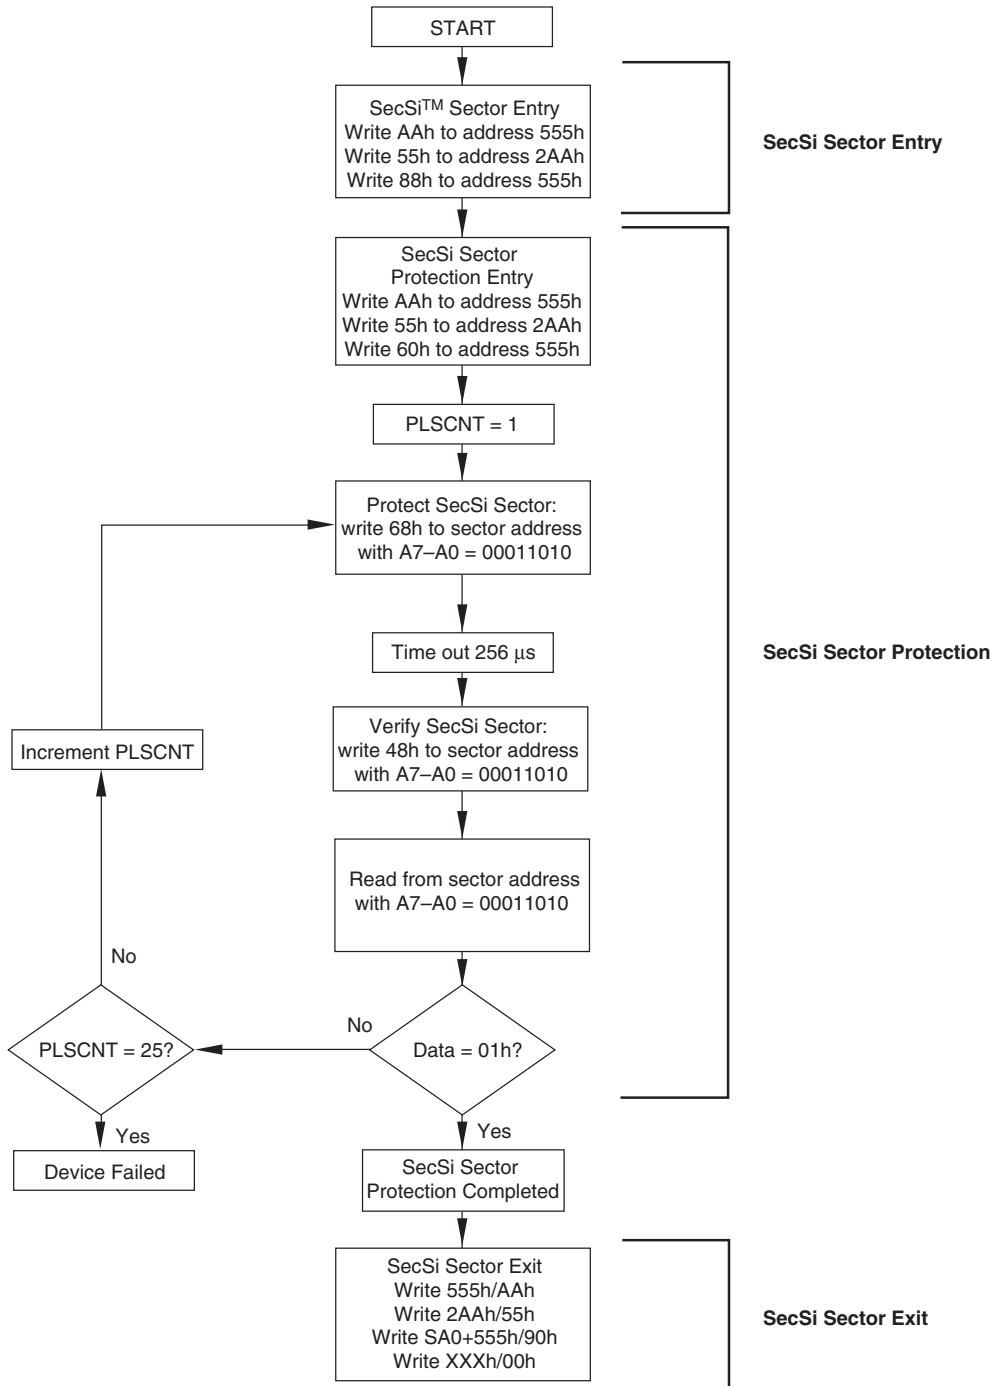 START
SecSi™ Sector Entry
Write AAh to address 555h
Write 55h to address 2AAh
Write 88h to address 555h
SecSi Sector Entry
SecSi Sector
Protection Entry
Write AAh to address 555h
Write 55h to address 2AAh
Write 60h to address 555h
PLSCNT = 1
Protect SecSi Sector:
write 68h to sector address
with A7–A0 = 00011010
Time out 256 µs
SecSi Sector Protection
Verify SecSi Sector:
write 48h to sector address
with A7–A0 = 00011010
Increment PLSCNT
Read from sector address
with A7–A0 = 00011010
No
No
PLSCNT = 25?
Data = 01h?
Yes
Yes
Device Failed
SecSi Sector
Protection Completed
SecSi Sector Exit
Write 555h/AAh
Write 2AAh/55h
Write SA0+555h/90h
Write XXXh/00h
SecSi Sector Exit